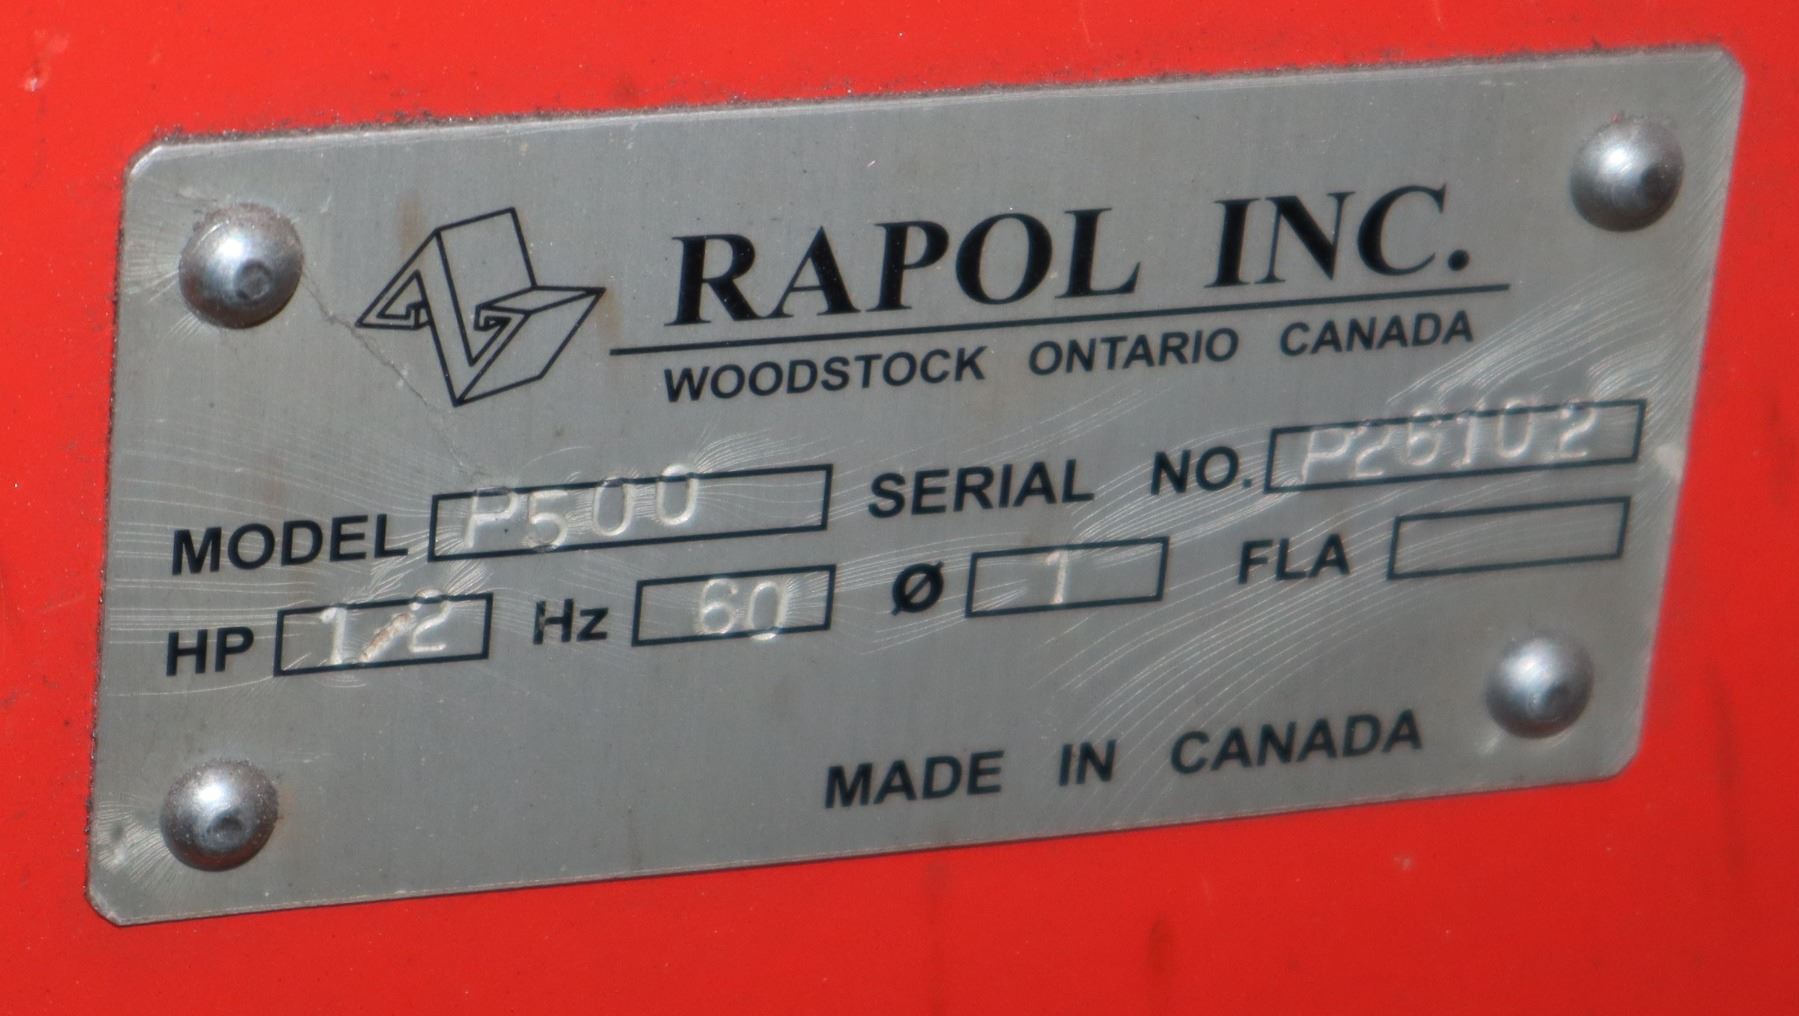 RAPOL INC.
WOODSTOCK ONTARIO CANADA
MODEL P500 SERIAL NO. P26102
HP 1/2 Hz 60 Ø 1 FLA
MADE IN CANADA